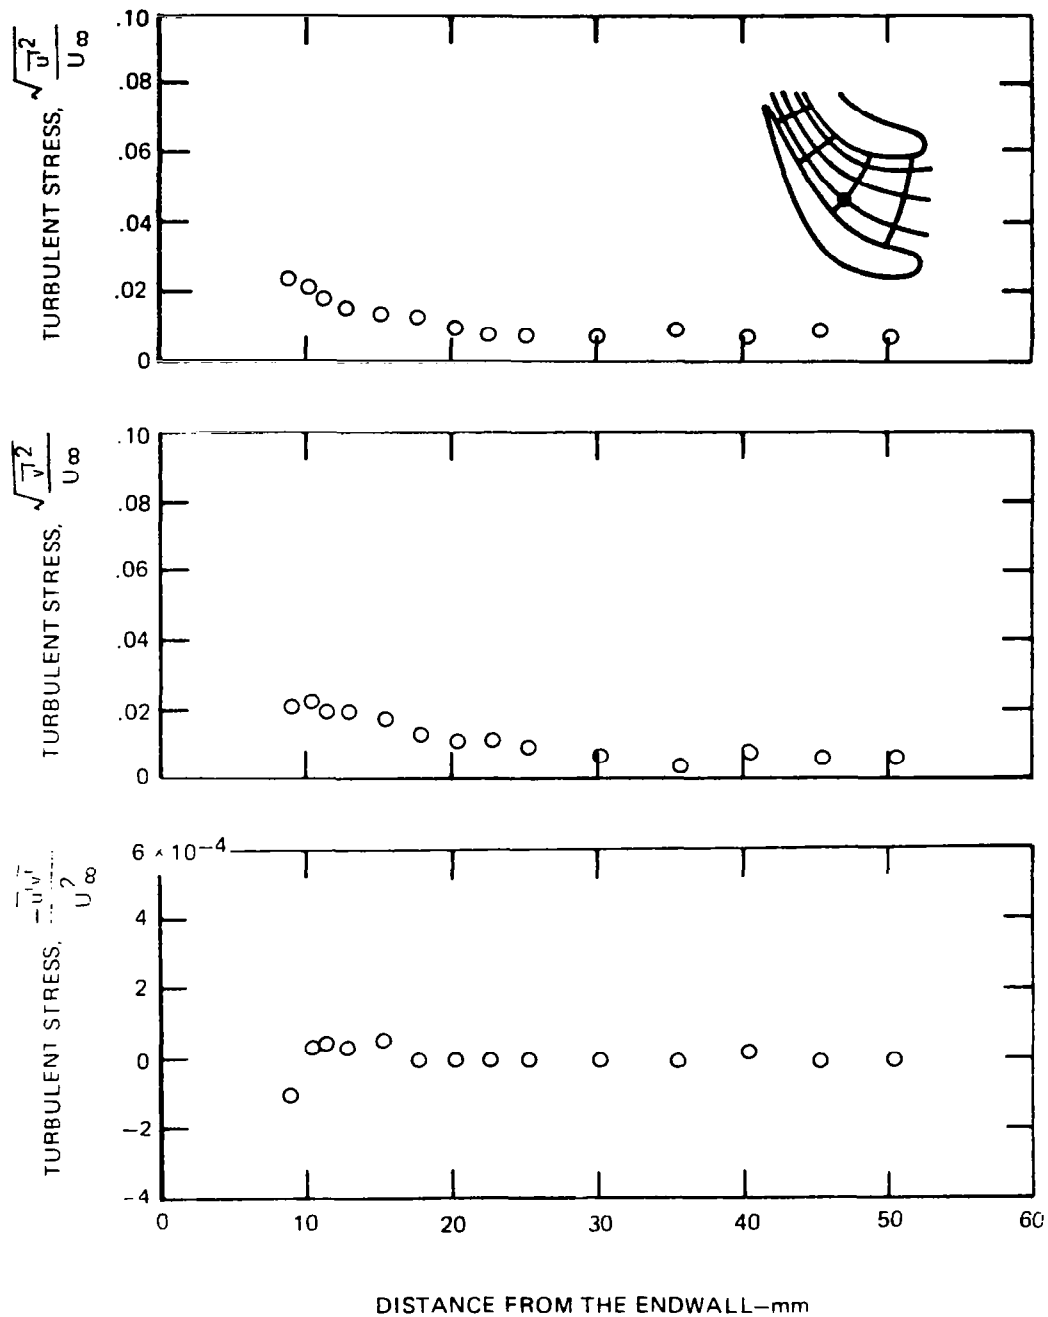 TURBULENT STRESS, √u'² / U∞
.10
.08
.06
.04
.02
0
TURBULENT STRESS, √v'² / U∞
.10
.08
.06
.04
.02
0
TURBULENT STRESS, −u'v' / U²∞
6 × 10−4
4
2
0
−2
−4
0 10 20 30 40 50 60
DISTANCE FROM THE ENDWALL–mm